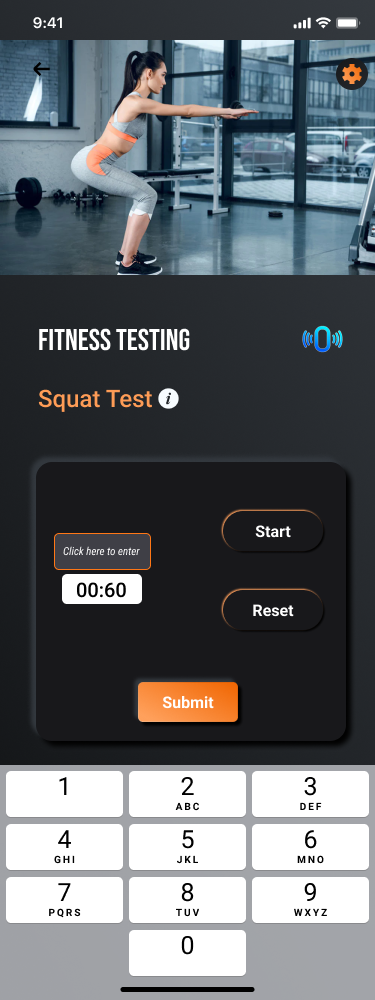 9:41
FITNESS TESTING
Squat Test i
Click here to enter
00:60
Start
Reset
Submit
1
2
ABC
3
DEF
4
GHI
5
JKL
6
MNO
7
PQRS
8
TUV
9
WXYZ
0